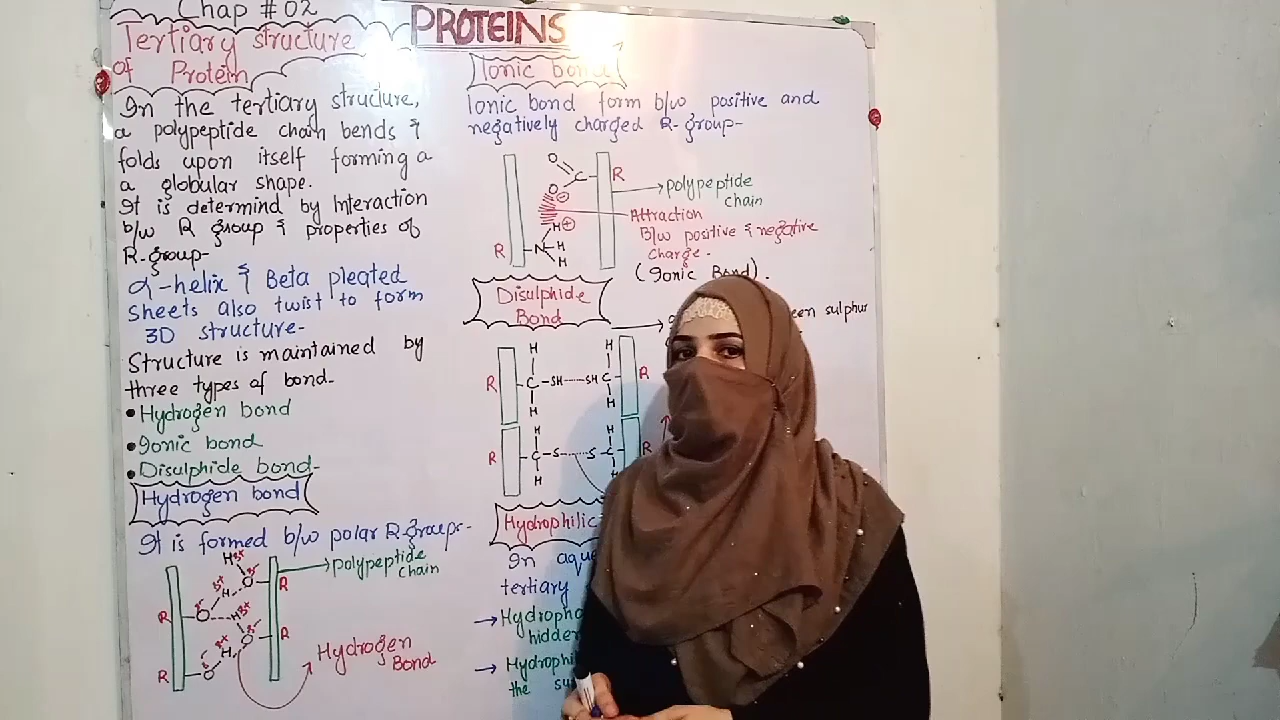 Chap # 02
PROTEINS
Tertiary structure
of Protein
In the tertiary structure,
a polypeptide chain bends &
folds upon itself forming a
a globular shape.
It is determind by Interaction
b/w R group & properties of
R-group-
α-helix & Beta pleated
sheets also twist to form
3D structure-
Structure is maintained by
three types of bond-
• Hydrogen bond
• Ionic bond
• Disulphide bond-
Hydrogen bond
It is formed b/w polar R-groups-
polypeptide
chain
Hydrogen
Bond
R
R
R
R
Ionic bond
Ionic bond form b/w positive and
negatively charged R-group-
O
C
R
O ⊖
polypeptide
chain
Attraction
B/w positive & negative
charge.
(Ionic Bond).
H ⊕
R N H
H
Disulphide
Bond
sulphur
H H
R C SH SH C R
H H
H H
R C S S C R
H
Hydrophilic
In
tertiary
→
→
the